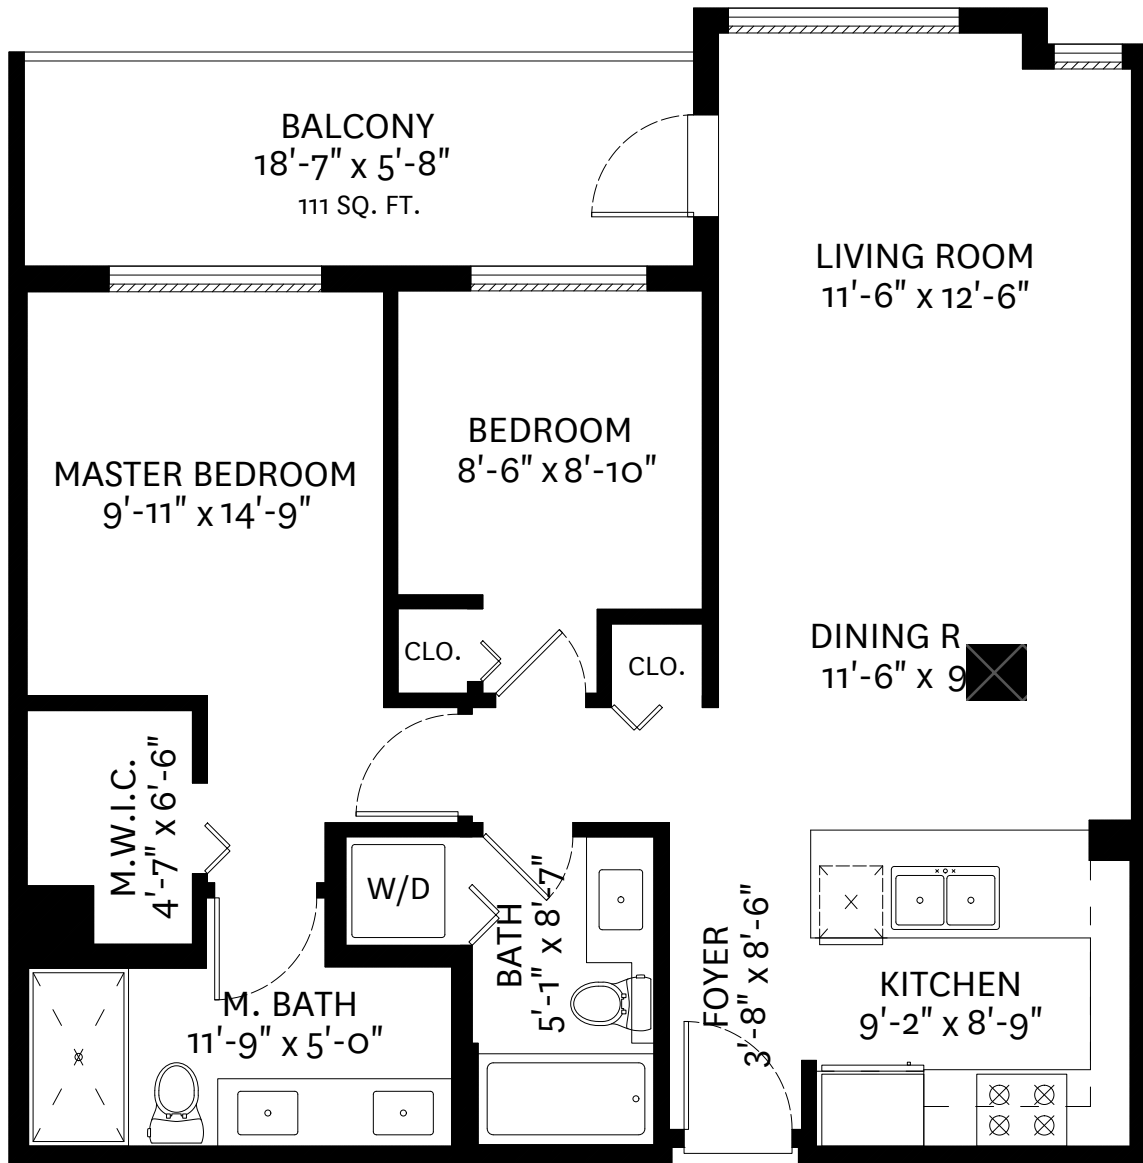 BALCONY
18'-7" x 5'-8"
111 SQ. FT.
LIVING ROOM
11'-6" x 12'-6"
BEDROOM
8'-6" x 8'-10"
MASTER BEDROOM
9'-11" x 14'-9"
DINING R
11'-6" x 9
CLO.
CLO.
M.W.I.C.
4'-7" x 6'-6"
W/D
BATH
5'-1" x 8'-7"
FOYER
3'-8" x 8'-6"
KITCHEN
9'-2" x 8'-9"
M. BATH
11'-9" x 5'-0"